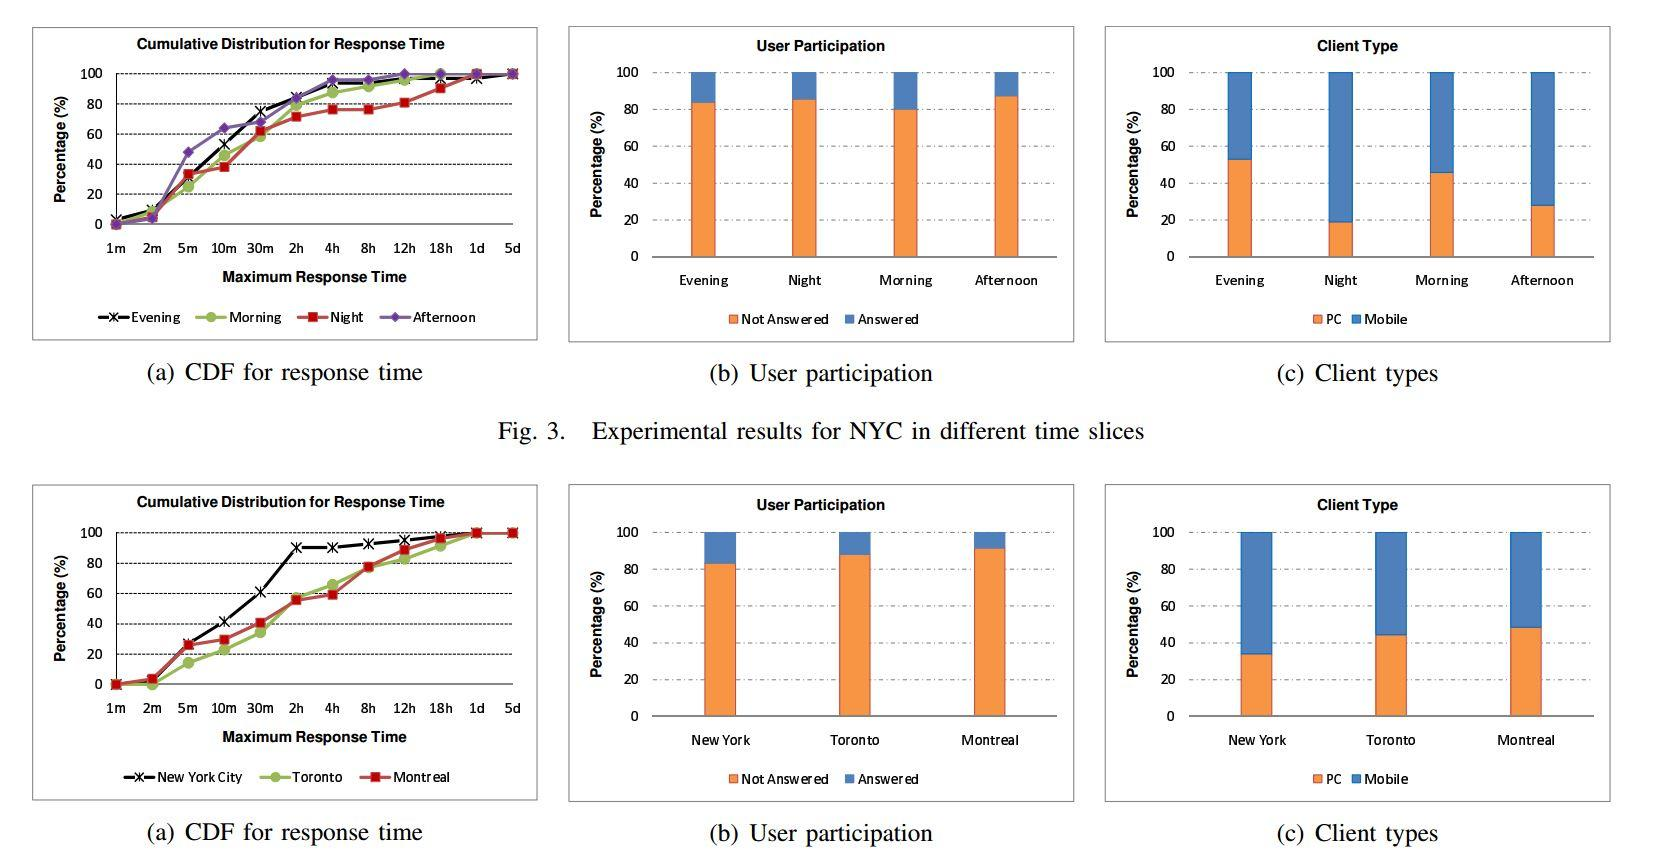 Cumulative Distribution for Response Time
Percentage (%)
100
80
60
40
20
0
1m 2m 5m 10m 30m 2h 4h 8h 12h 18h 1d 5d
Maximum Response Time
Evening Morning Night Afternoon
(a) CDF for response time
User Participation
Percentage (%)
100
80
60
40
20
0
Evening Night Morning Afternoon
Not Answered Answered
(b) User participation
Client Type
Percentage (%)
100
80
60
40
20
0
Evening Night Morning Afternoon
PC Mobile
(c) Client types
Fig. 3. Experimental results for NYC in different time slices
Cumulative Distribution for Response Time
Percentage (%)
100
80
60
40
20
0
1m 2m 5m 10m 30m 2h 4h 8h 12h 18h 1d 5d
Maximum Response Time
New York City Toronto Montreal
(a) CDF for response time
User Participation
Percentage (%)
100
80
60
40
20
0
New York Toronto Montreal
Not Answered Answered
(b) User participation
Client Type
Percentage (%)
100
80
60
40
20
0
New York Toronto Montreal
PC Mobile
(c) Client types